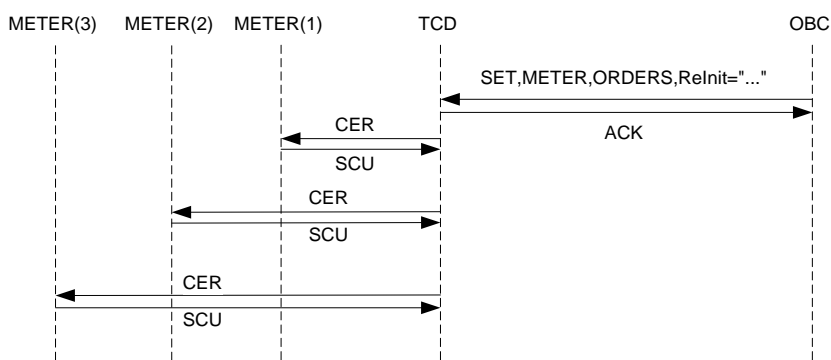 METER(3) METER(2) METER(1) TCD OBC
SET,METER,ORDERS,ReInit="..."
ACK
CER
SCU
CER
SCU
CER
SCU